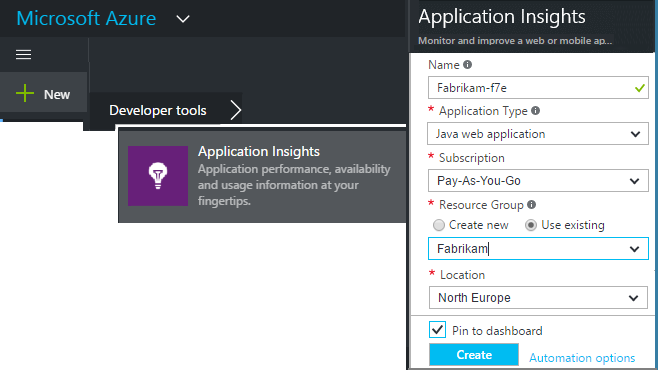 Microsoft Azure
New
Developer tools
Application Insights
Application performance, availability
and usage information at your
fingertips.
Application Insights
Monitor and improve a web or mobile ap...
Name
Fabrikam-f7e
* Application Type
Java web application
* Subscription
Pay-As-You-Go
* Resource Group
Create new
Use existing
Fabrikam
* Location
North Europe
Pin to dashboard
Create
Automation options